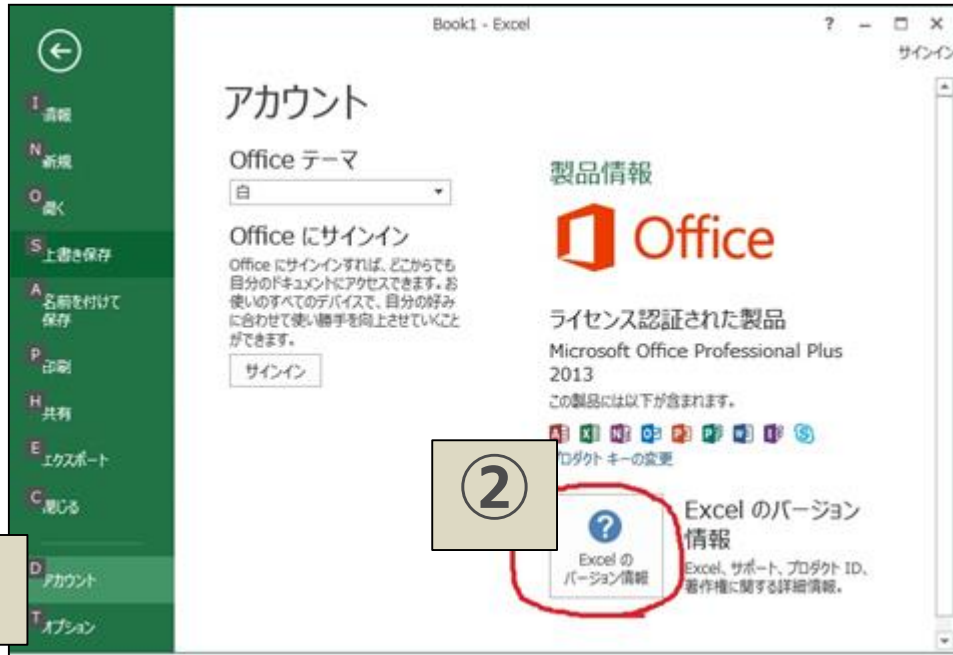 Book1 - Excel
?
サインイン
I
情報
N
新規
O
開く
S
上書き保存
A
名前を付けて
保存
P
印刷
H
共有
E
エクスポート
C
閉じる
D
アカウント
T
オプション
アカウント
Office テーマ
白
Office にサインイン
Office にサインインすれば、どこからでも
自分のドキュメントにアクセスできます。お
使いのすべてのデバイスで、自分の好み
に合わせて使い勝手を向上させていくこと
ができます。
サインイン
製品情報
Office
ライセンス認証された製品
Microsoft Office Professional Plus
2013
この製品には以下が含まれます。
プロダクト キーの変更
②
?
Excel の
バージョン情報
Excel のバージョン
情報
Excel、サポート、プロダクト ID、
著作権に関する詳細情報。